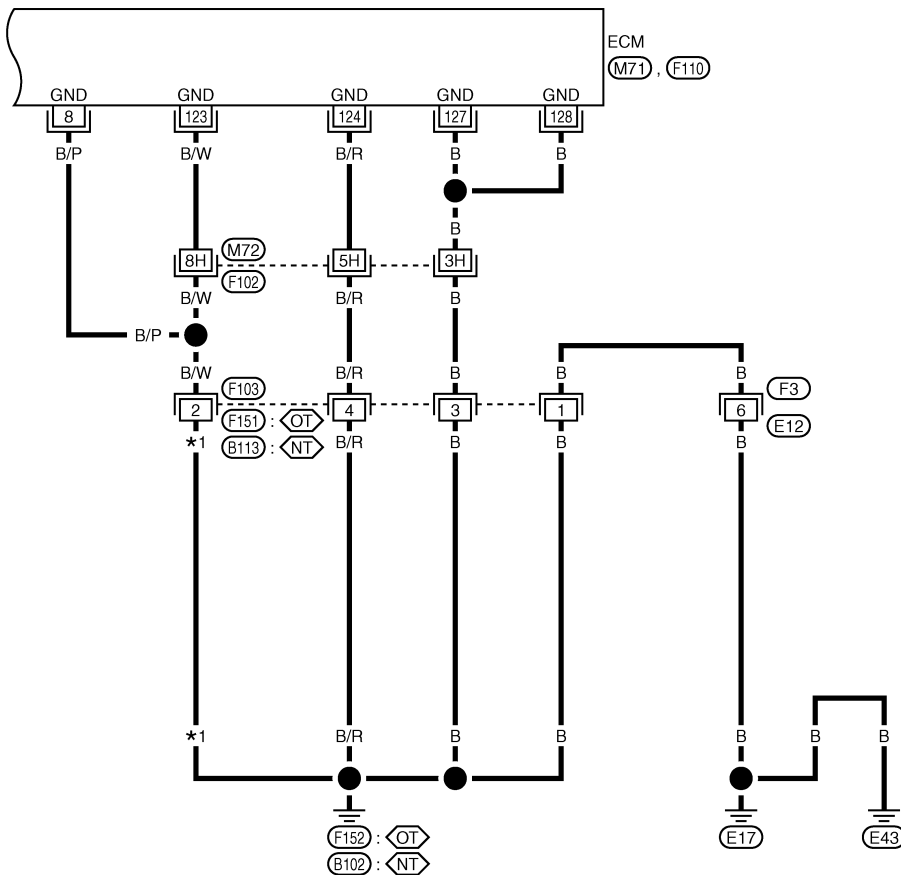 ECM
M71 , F110
GND GND GND GND GND
8 123 124 127 128
B/P B/W B/R B B
B
8H M72 5H 3H
F102
B/W B/R B
B/P
B/W B/R B B B
F103 F3
2 4 3 1 6
F151 : OT E12
*1 B113 : NT B/R B B B
*1 B/R B B B B B
F152 : OT E17 E43
B102 : NT